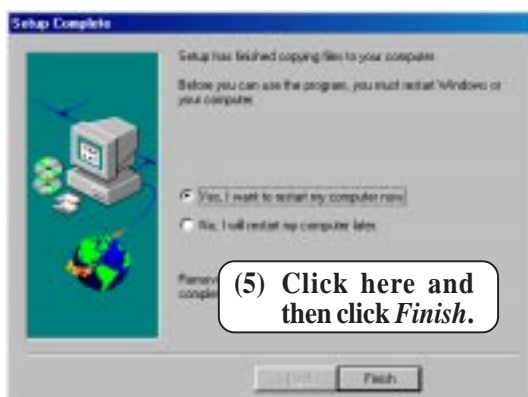 Setup Complete
Setup has finished copying files to your computer.
Before you can use the program, you must restart Windows or
your computer.
Yes, I want to restart my computer now.
No, I will restart my computer later.
(5) Click here and
then click Finish.
Finish